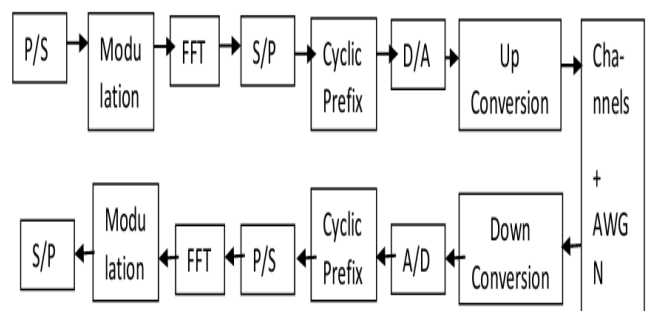 P/S
Modu
lation
FFT
S/P
Cyclic
Prefix
D/A
Up
Conversion
Cha-
nnels
+
AWG
N
S/P
Modu
lation
FFT
P/S
Cyclic
Prefix
A/D
Down
Conversion